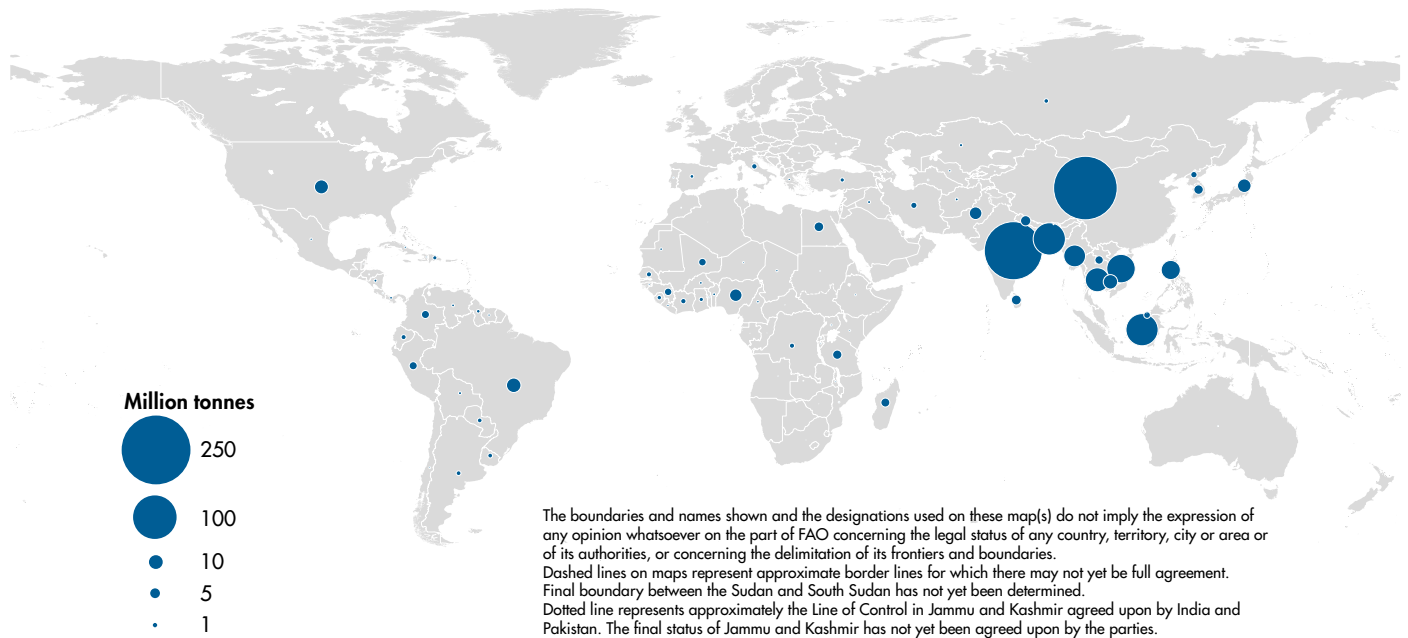 Million tonnes
250
100
10
5
1
The boundaries and names shown and the designations used on these map(s) do not imply the expression of
any opinion whatsoever on the part of FAO concerning the legal status of any country, territory, city or area or
of its authorities, or concerning the delimitation of its frontiers and boundaries.
Dashed lines on maps represent approximate border lines for which there may not yet be full agreement.
Final boundary between the Sudan and South Sudan has not yet been determined.
Dotted line represents approximately the Line of Control in Jammu and Kashmir agreed upon by India and
Pakistan. The final status of Jammu and Kashmir has not yet been agreed upon by the parties.